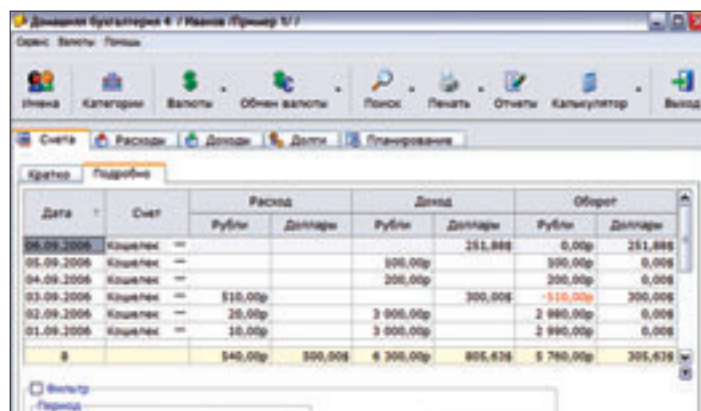 Домашняя бухгалтерия 4 / Иванов /Пример 1/ /
Сервис Валюты Помощь
Имена Категории Валюты Обмен валюты Поиск Печать Отчеты Калькулятор Выход
Счета Расходы Доходы Долги Планирование
Кратко Подробно
Дата Счет Расход Доход Оборот
Рубли Доллары Рубли Доллары Рубли Доллары
06.09.2006 Кошелек 251,88$ 0,00р 251,88$
05.09.2006 Кошелек 100,00р 100,00р 0,00$
04.09.2006 Кошелек 200,00р 200,00р 0,00$
03.09.2006 Кошелек 510,00р 300,00$ -510,00р 300,00$
02.09.2006 Кошелек 20,00р 3 000,00р 2 980,00р 0,00$
01.09.2006 Кошелек 10,00р 3 000,00р 2 990,00р 0,00$
8 540,00р 500,00$ 6 300,00р 805,63$ 5 760,00р 305,63$
Фильтр
Период